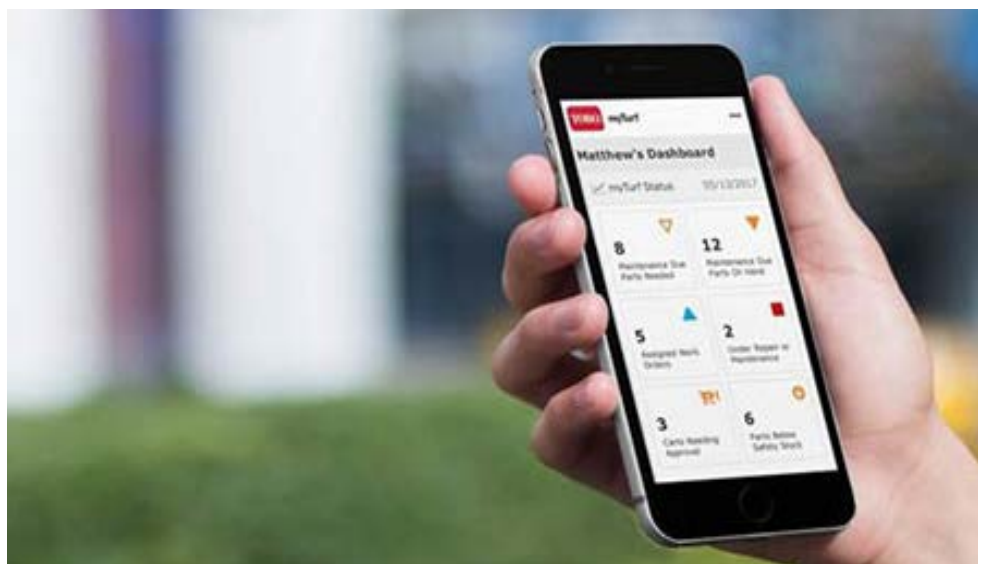 TORO myTurf
Matthew's Dashboard
myTurf Status 05/12/2017
8
Maintenance Due
Parts Needed
12
Maintenance Due
Parts On Hand
5
Assigned Work
Orders
2
Under Repair or
Maintenance
3
Carts Needing
Approval
6
Parts Below
Safety Stock